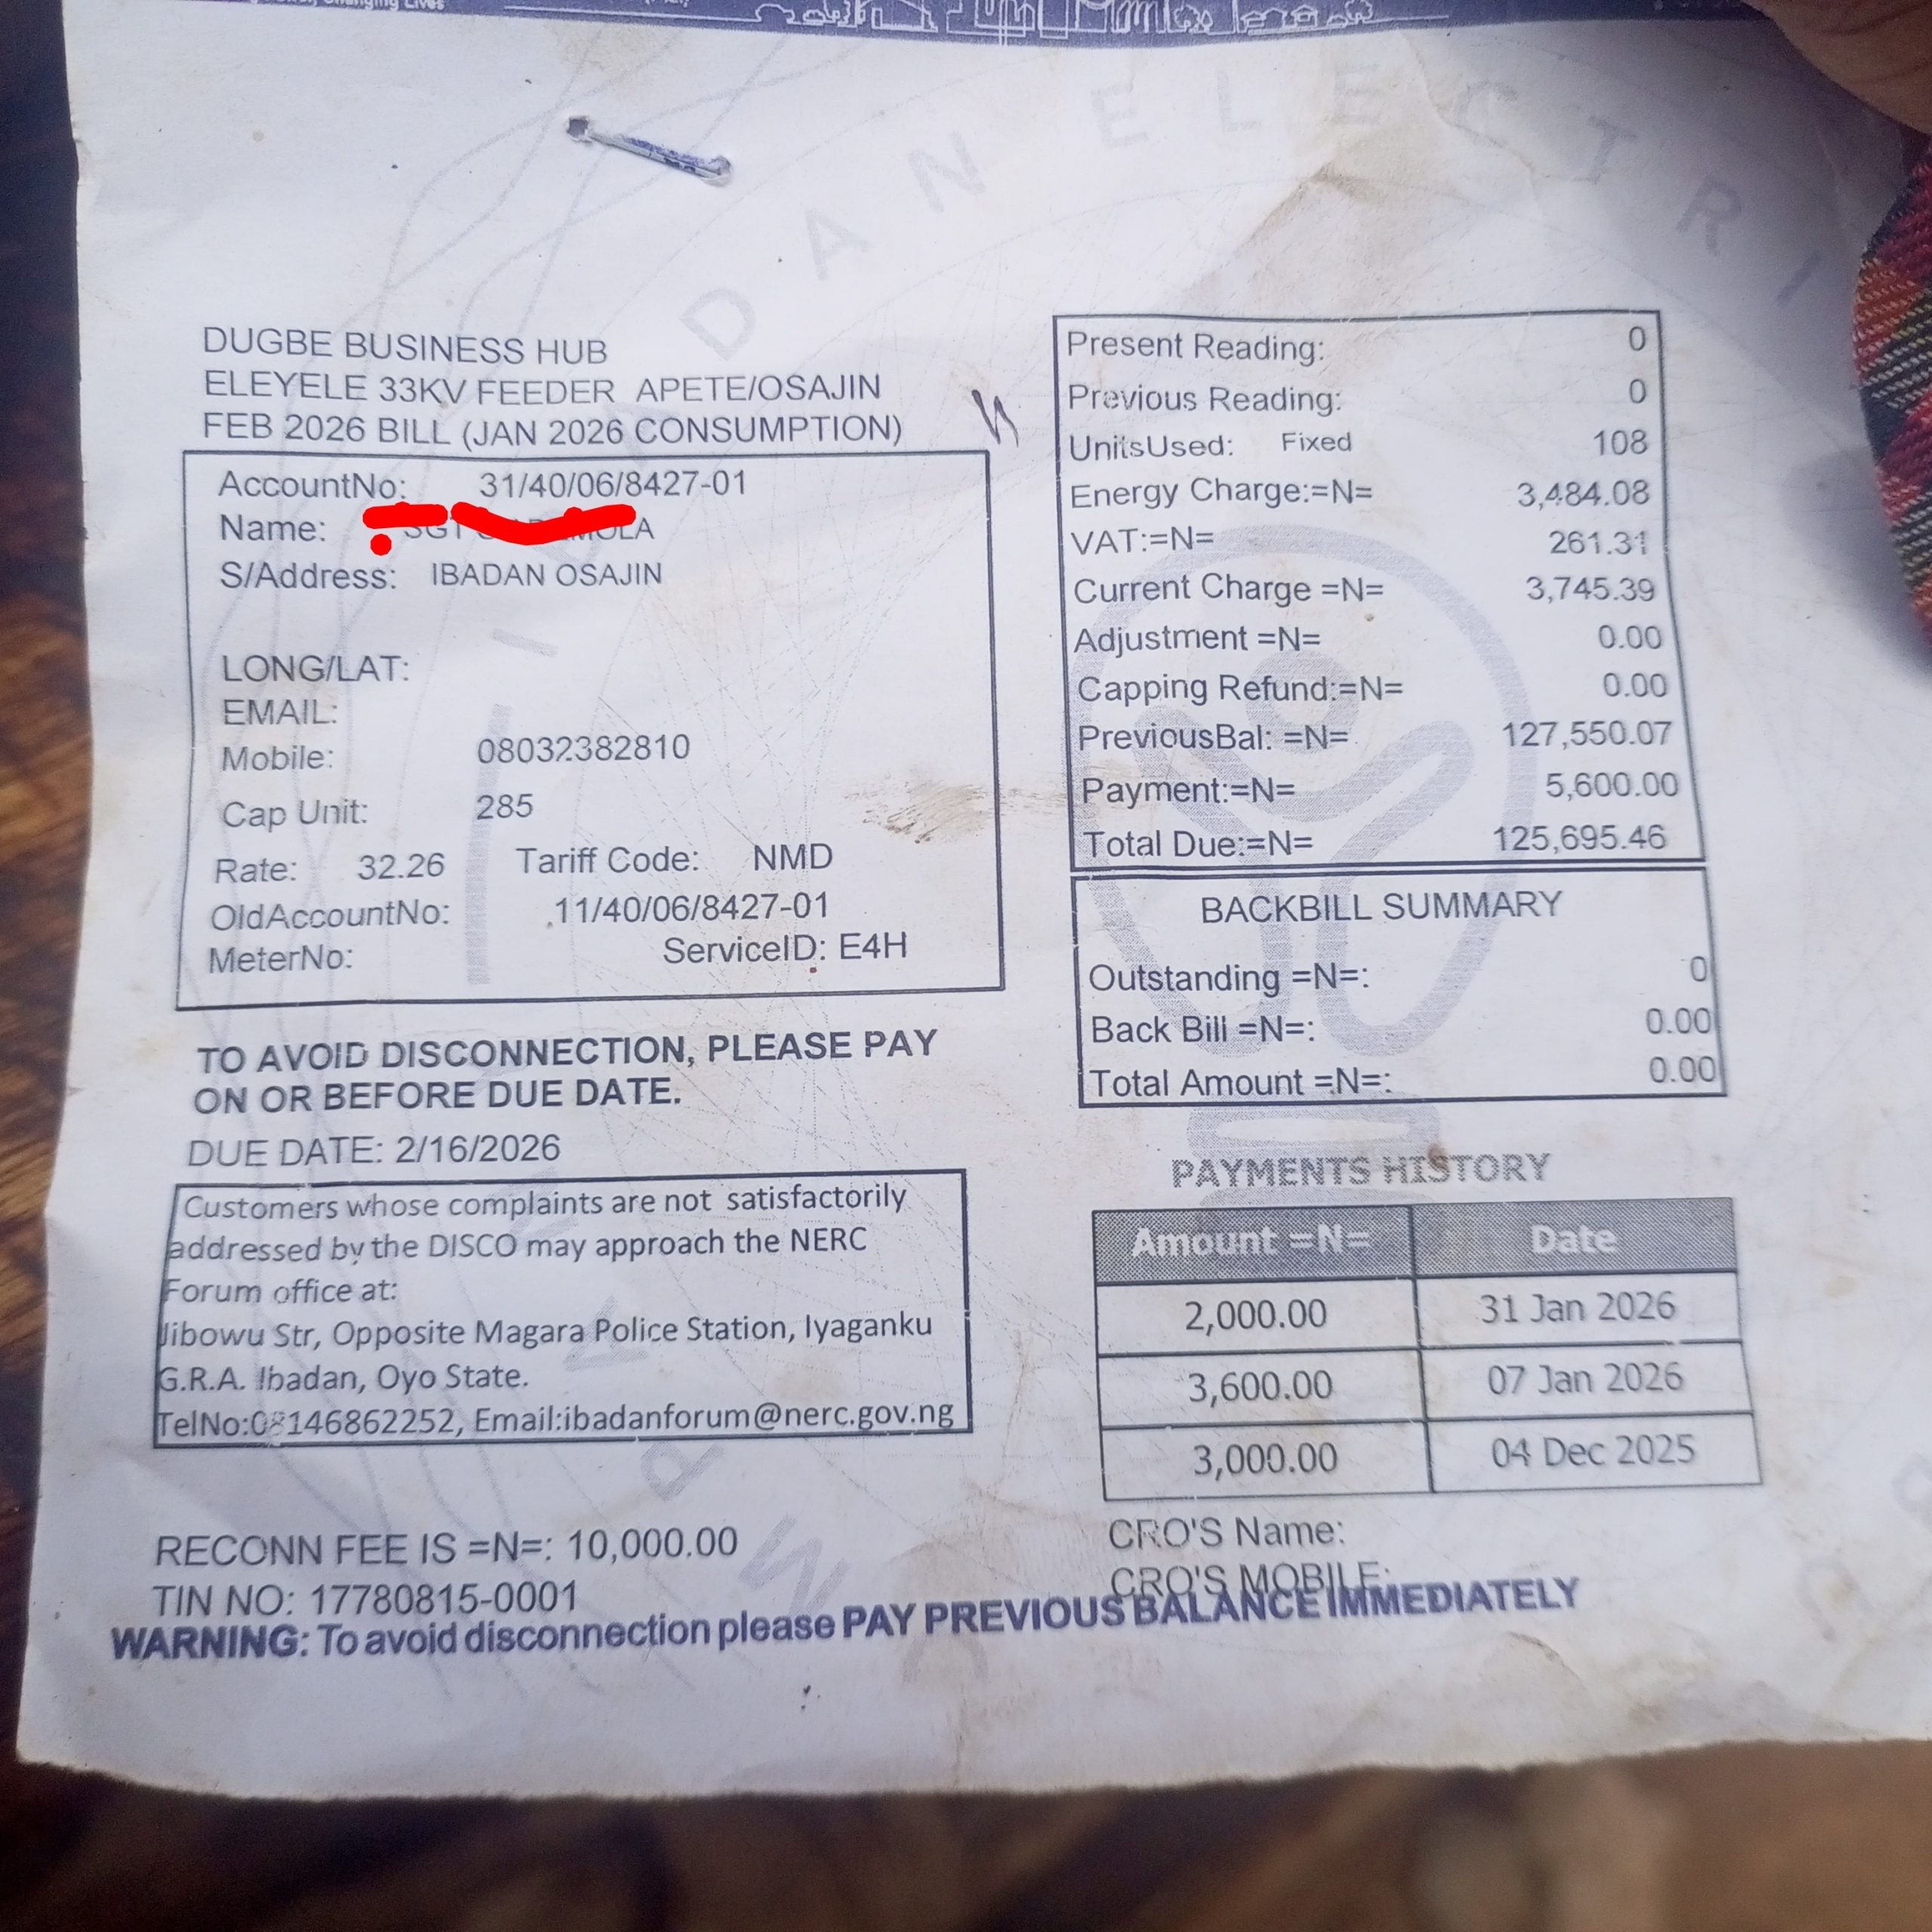 Changing Lives
IBADAN ELECTRI
DUGBE BUSINESS HUB
ELEYELE 33KV FEEDER APETE/OSAJIN
FEB 2026 BILL (JAN 2026 CONSUMPTION)
AccountNo: 31/40/06/8427-01
Name:
S/Address: IBADAN OSAJIN
LONG/LAT:
EMAIL:
Mobile: 08032382810
Cap Unit: 285
Rate: 32.26 Tariff Code: NMD
OldAccountNo: .11/40/06/8427-01
MeterNo: ServiceID: E4H
TO AVOID DISCONNECTION, PLEASE PAY
ON OR BEFORE DUE DATE.
DUE DATE: 2/16/2026
Customers whose complaints are not satisfactorily
addressed by the DISCO may approach the NERC
Forum office at:
Jibowu Str, Opposite Magara Police Station, Iyaganku
G.R.A. Ibadan, Oyo State.
TelNo:08146862252, Email:ibadanforum@nerc.gov.ng
RECONN FEE IS =N=: 10,000.00
TIN NO: 17780815-0001
Present Reading: 0
Previous Reading: 0
UnitsUsed: Fixed 108
Energy Charge:=N= 3,484.08
VAT:=N= 261.31
Current Charge =N= 3,745.39
Adjustment =N= 0.00
Capping Refund:=N= 0.00
PreviousBal: =N= 127,550.07
Payment:=N= 5,600.00
Total Due:=N= 125,695.46
BACKBILL SUMMARY
Outstanding =N=: 0
Back Bill =N=: 0.00
Total Amount =N=: 0.00
PAYMENTS HISTORY
Amount =N= Date
2,000.00 31 Jan 2026
3,600.00 07 Jan 2026
3,000.00 04 Dec 2025
CRO'S Name:
CRO'S MOBILE:
WARNING: To avoid disconnection please PAY PREVIOUS BALANCE IMMEDIATELY